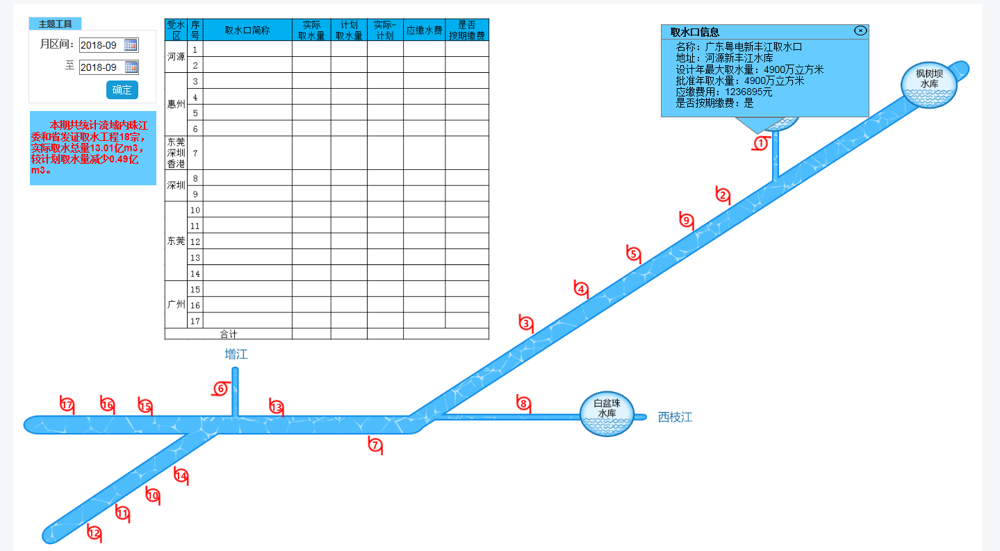 主题工具
月区间：2018-09
至 2018-09
确定
本期共统计流域内珠江
委和省发证取水工程18宗，
实际取水总量13.01亿m3，
较计划取水量减少0.49亿
m3。
受水区 序号 取水口简称 实际取水量 计划取水量 实际-计划 应缴水费 是否按期缴费
河源
1
2
惠州
3
4
5
6
东莞
深圳
香港
7
深圳
8
9
东莞
10
11
12
13
14
广州
15
16
17
合计
取水口信息
名称：广东粤电新丰江取水口
地址：河源新丰江水库
设计年最大取水量：4900万立方米
批准年取水量：4900万立方米
应缴费用：1236895元
是否按期缴费：是
枫树坝
水库
1
2
9
5
4
3
增江
6
17
16
15
13
8
白盆珠
水库
西枝江
7
14
10
11
12